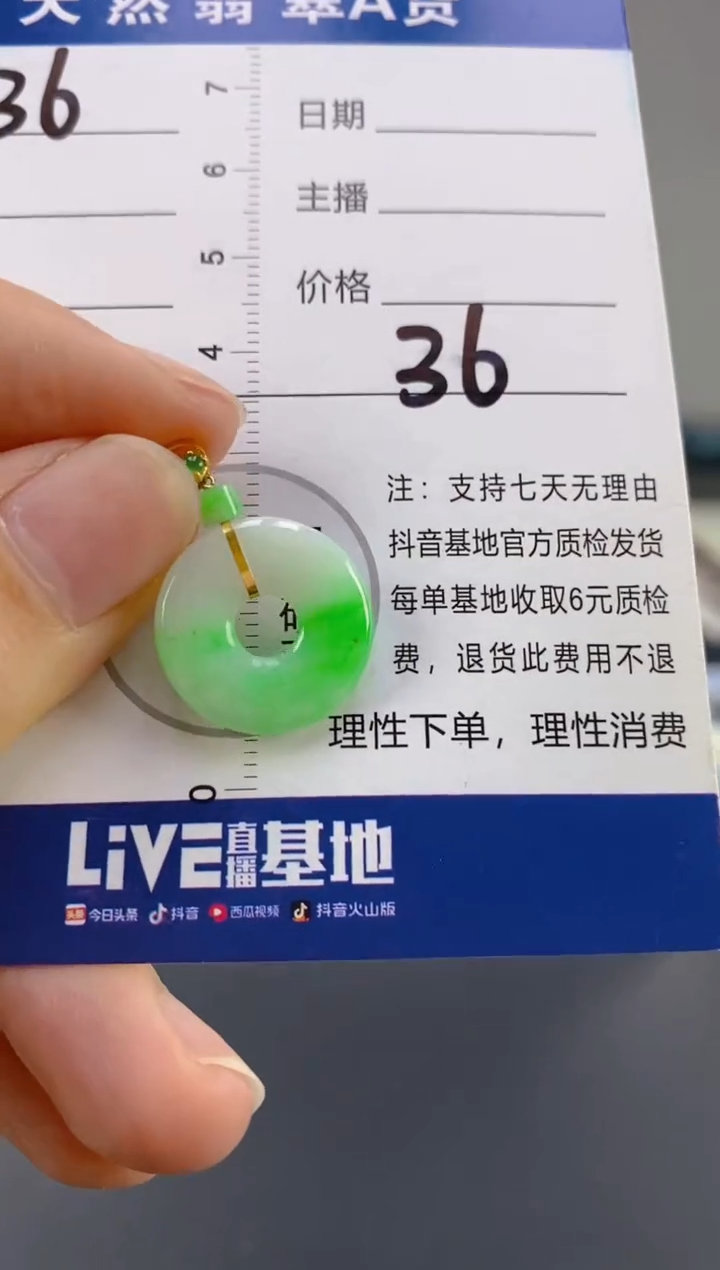 天然翡翠A货
36
7
日期
6
主播
5
价格
4
36
注：支持七天无理由
抖音基地官方质检发货
每单基地收取6元质检
费，退货此费用不退
理性下单，理性消费
0
LiVE直播基地
头条 今日头条 抖音 西瓜视频 抖音火山版